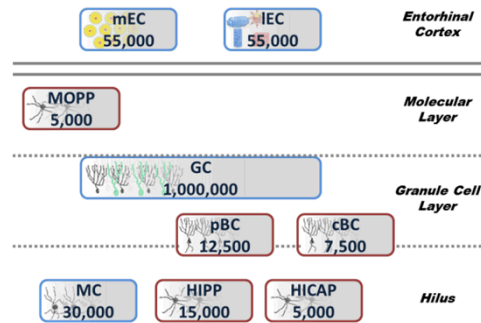 mEC
55,000
lEC
55,000
Entorhinal
Cortex
MOPP
5,000
Molecular
Layer
GC
1,000,000
Granule Cell
Layer
pBC
12,500
cBC
7,500
MC
30,000
HIPP
15,000
HICAP
5,000
Hilus